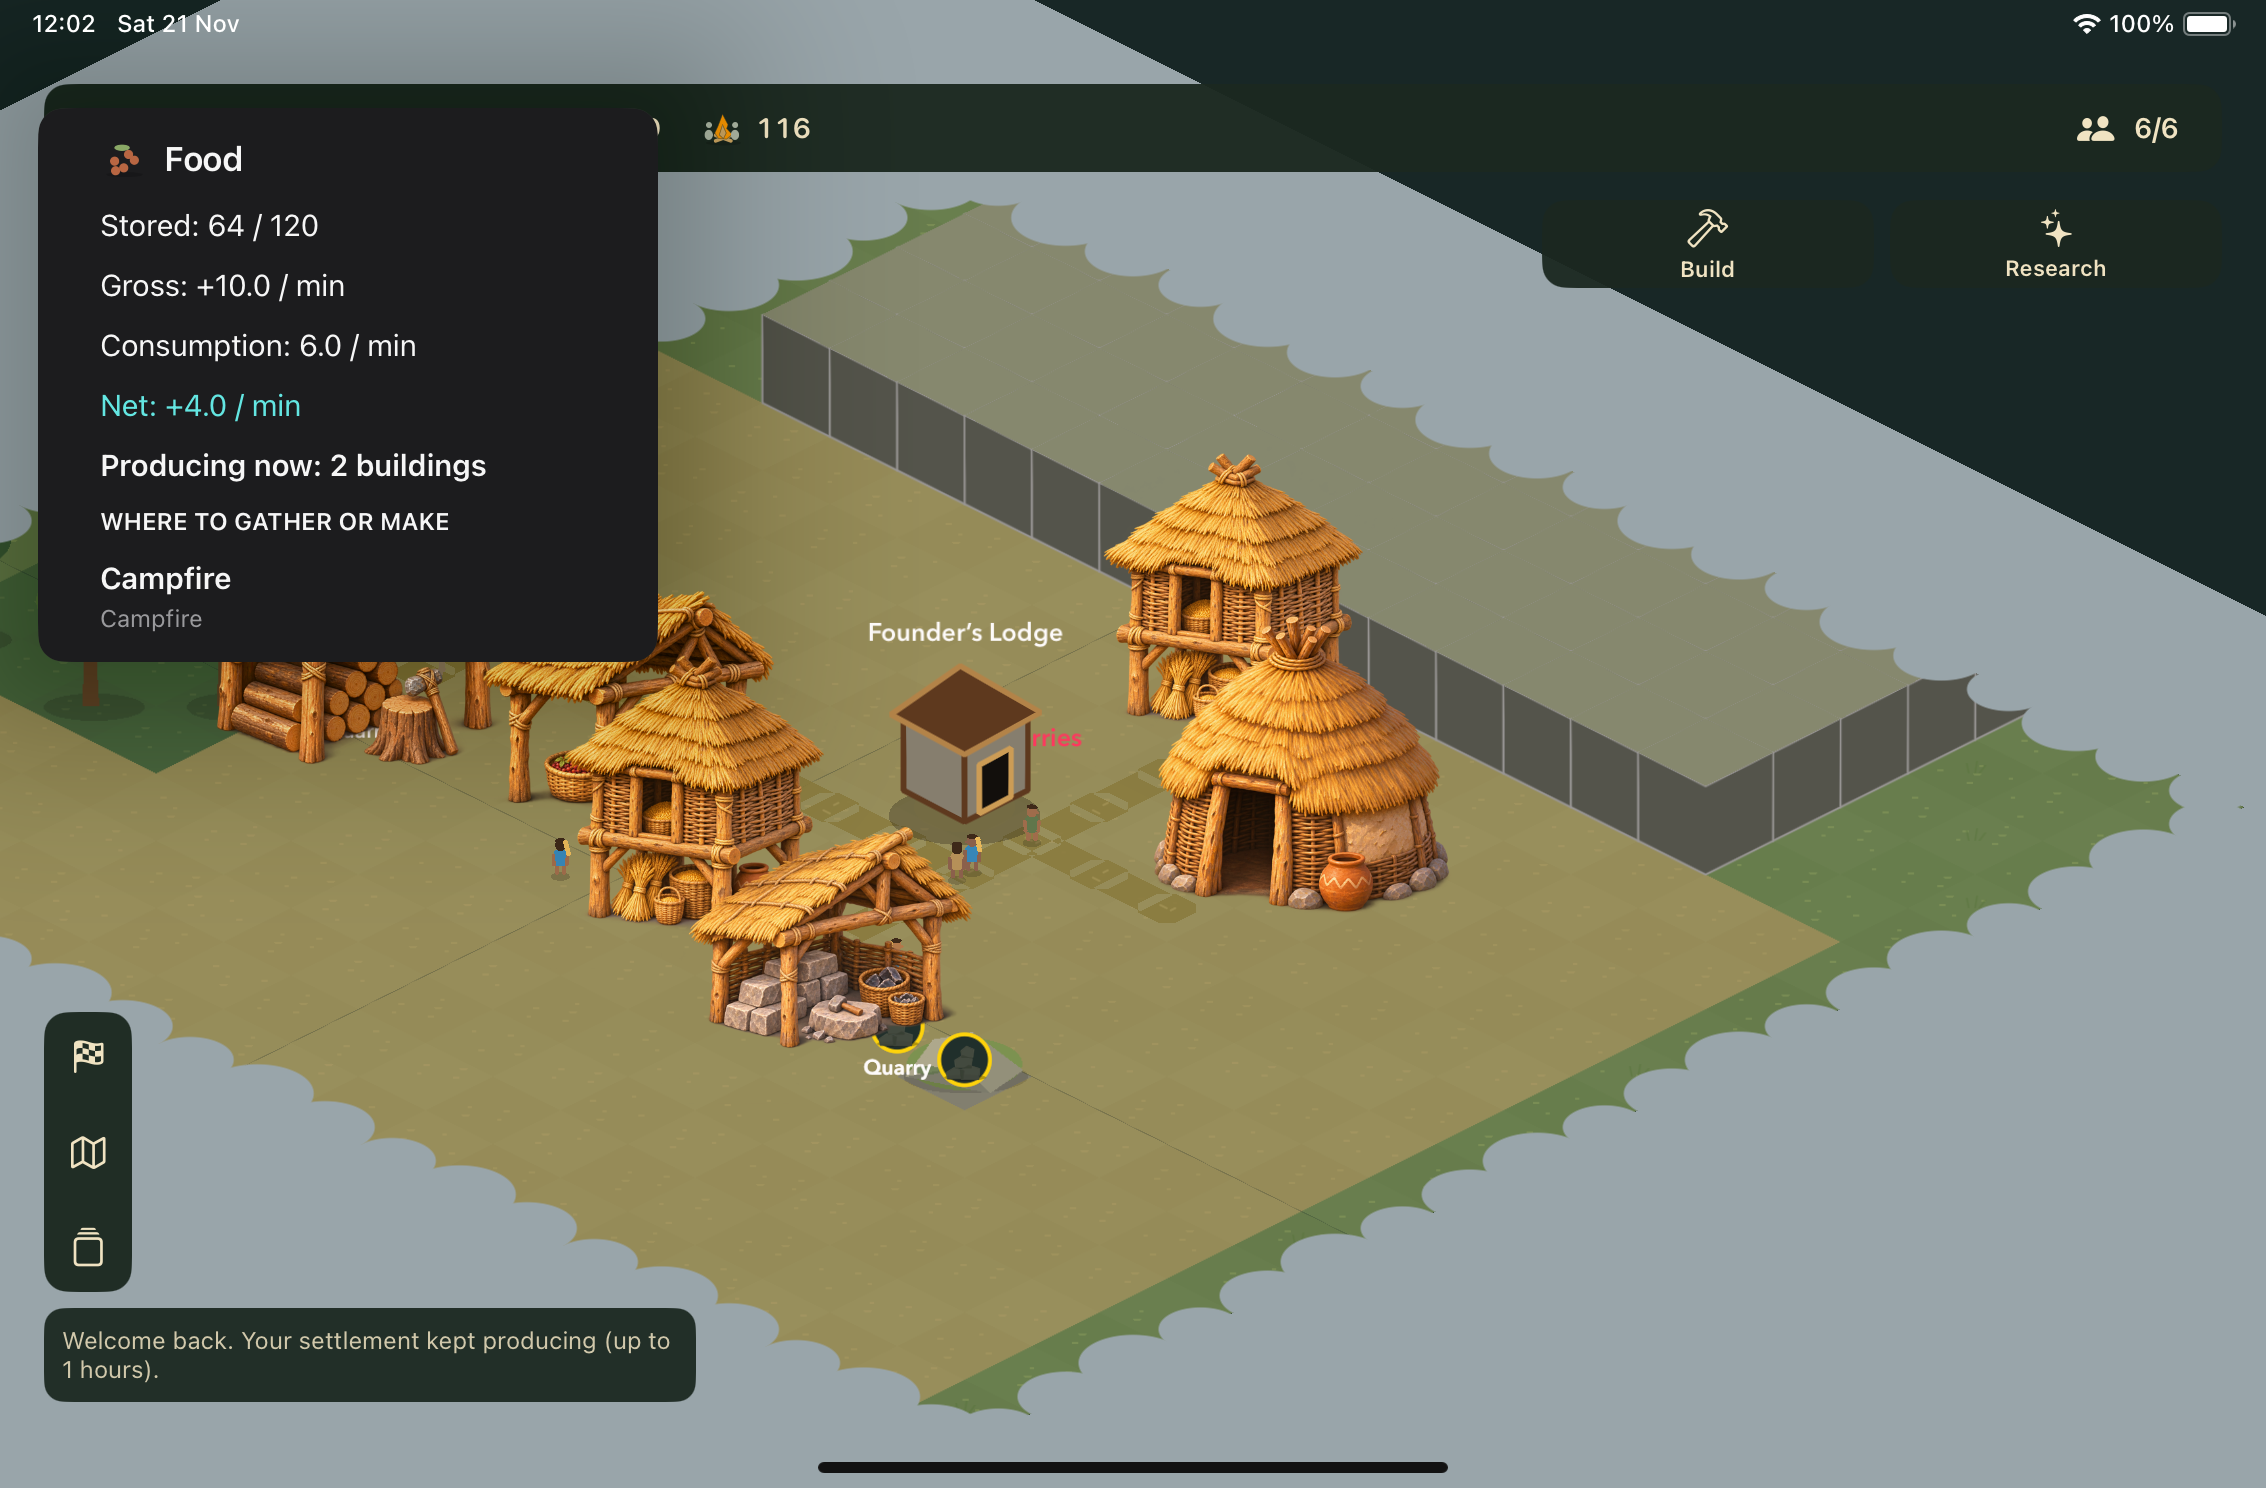 12:02 Sat 21 Nov
100%
116
6/6
Food
Stored: 64 / 120
Gross: +10.0 / min
Consumption: 6.0 / min
Net: +4.0 / min
Producing now: 2 buildings
WHERE TO GATHER OR MAKE
Campfire
Campfire
Build
Research
Founder's Lodge
rries
Quarry
Welcome back. Your settlement kept producing (up to
1 hours).